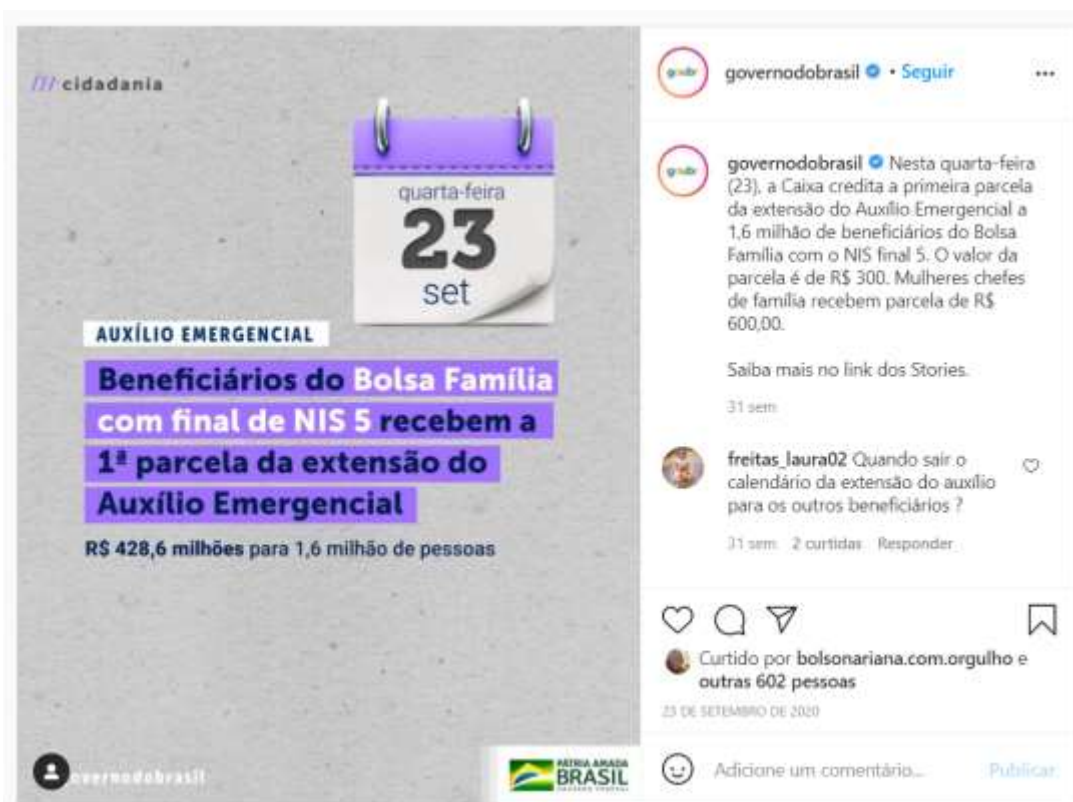 cidadania
quarta-feira
23
set
AUXÍLIO EMERGENCIAL
Beneficiários do Bolsa Família
com final de NIS 5 recebem a
1ª parcela da extensão do
Auxílio Emergencial
R$ 428,6 milhões para 1,6 milhão de pessoas
governodobrasil
PÁTRIA AMADA
BRASIL
GOVERNO FEDERAL
govbr
governodobrasil • Seguir
govbr
governodobrasil Nesta quarta-feira
(23), a Caixa credita a primeira parcela
da extensão do Auxílio Emergencial a
1,6 milhão de beneficiários do Bolsa
Família com o NIS final 5. O valor da
parcela é de R$ 300. Mulheres chefes
de família recebem parcela de R$
600,00.
Saiba mais no link dos Stories.
31 sem
freitas_laura02 Quando sair o
calendário da extensão do auxílio
para os outros beneficiários ?
31 sem 2 curtidas Responder
Curtido por bolsonariana.com.orgulho e
outras 602 pessoas
23 DE SETEMBRO DE 2020
Adicione um comentário... Publicar